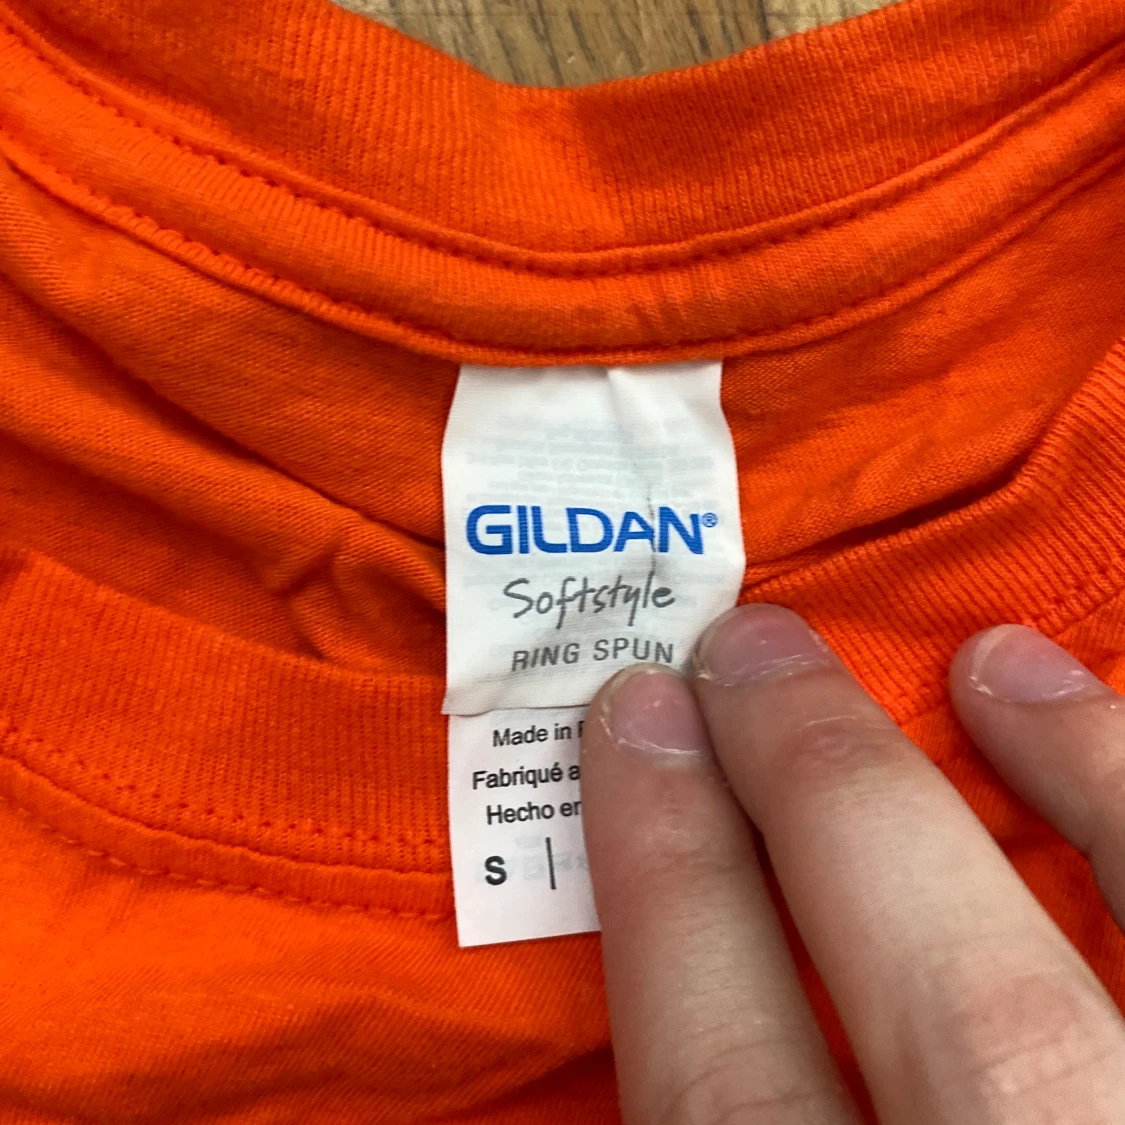 GILDAN®
Softstyle
RING SPUN
Made in
Fabriqué
Hecho en
S |